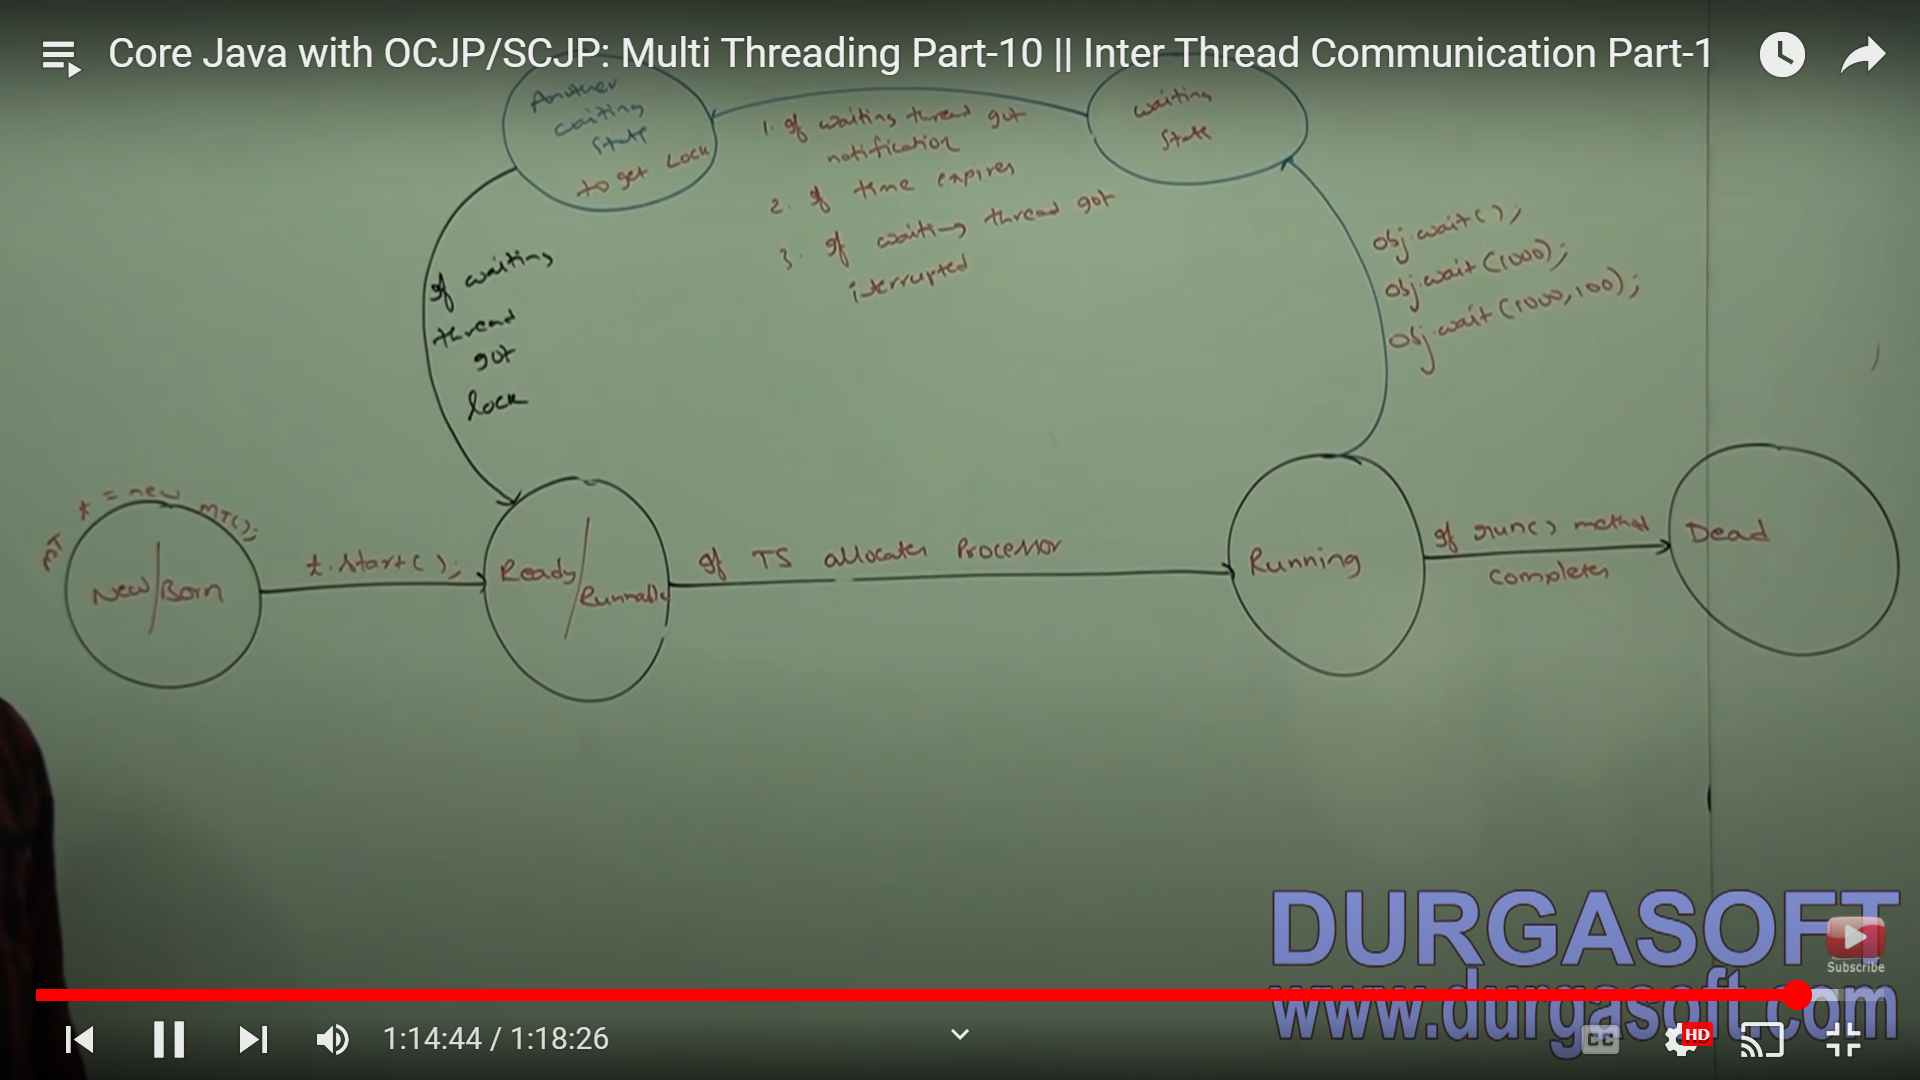 Core Java with OCJP/SCJP: Multi Threading Part-10 || Inter Thread Communication Part-1
Another
waiting
state
to get Lock
1. If waiting thread got
notification
2. If time expires
3. If waiting thread got
interrupted
waiting
state
obj.wait();
obj.wait(1000);
obj.wait(1000,100);
If waiting
thread
got
lock
MT t = new MT();
New/Born
t.start();
Ready/
Runnable
If TS allocates Processor
Running
If run() method
completes
Dead
DURGASOFT
www.durgasoft.com
Subscribe
1:14:44 / 1:18:26
CC
HD